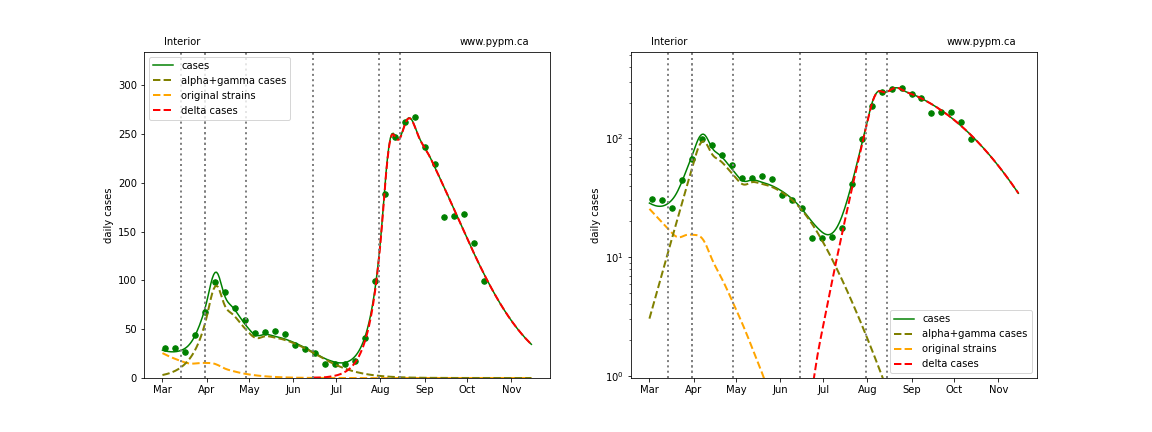 Interior www.pypm.ca
cases
alpha+gamma cases
original strains
delta cases
daily cases
300
250
200
150
100
50
0
Mar Apr May Jun Jul Aug Sep Oct Nov
Interior www.pypm.ca
daily cases
10²
10¹
10⁰
cases
alpha+gamma cases
original strains
delta cases
Mar Apr May Jun Jul Aug Sep Oct Nov